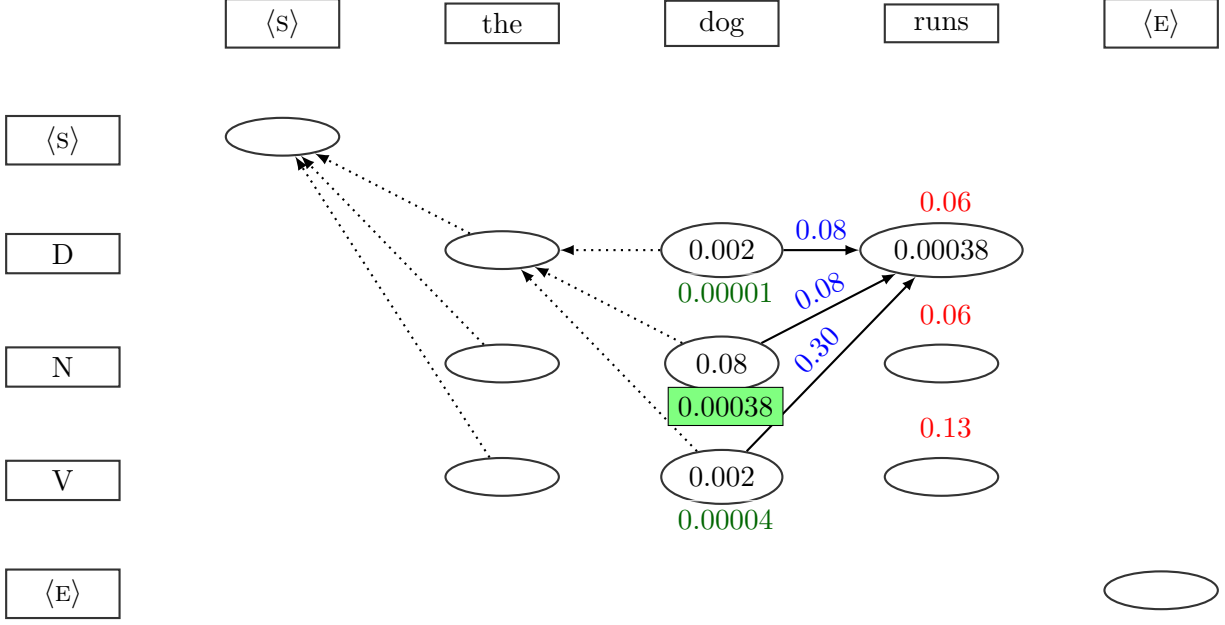 ⟨S⟩ the dog runs ⟨E⟩
⟨S⟩
0.06
D 0.002 0.08 0.00038
0.00001
0.08
0.06
N 0.08 0.30
0.00038
0.13
V 0.002
0.00004
⟨E⟩